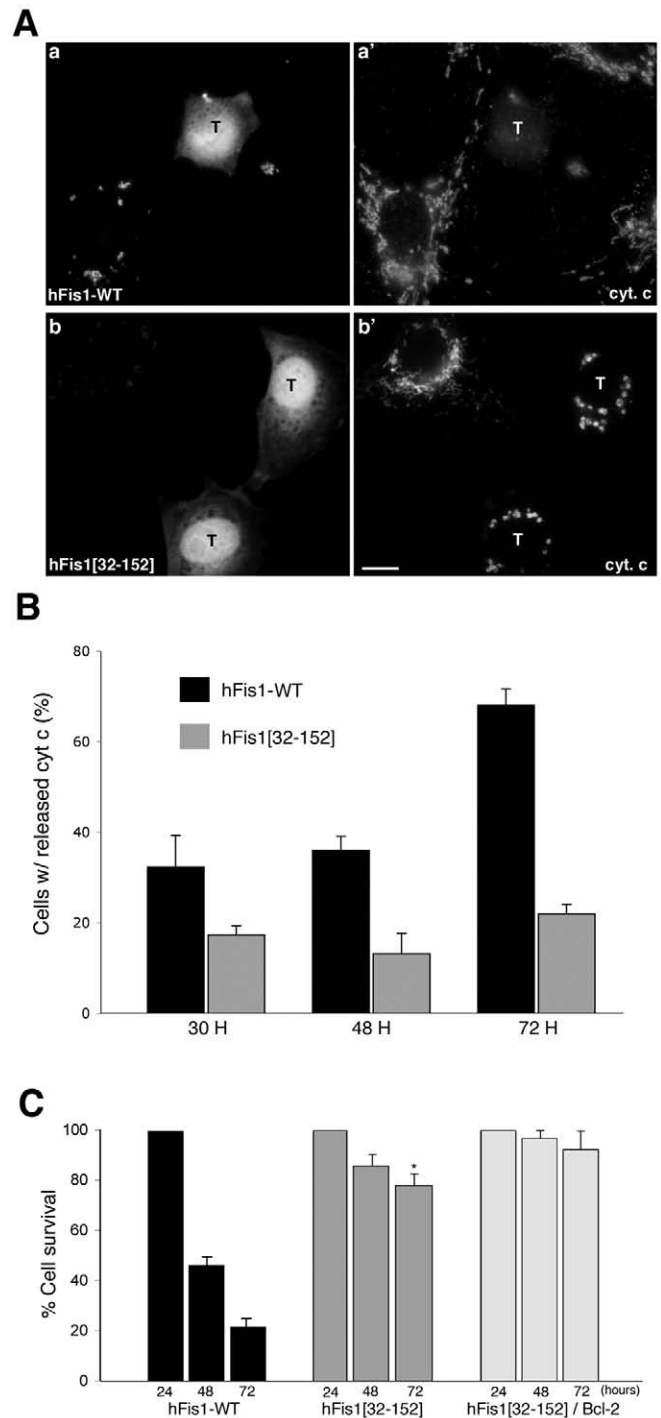 A
a
a'
T
T
hFis1-WT
cyt. c
b
b'
T
T
T
T
hFis1[32-152]
cyt. c
B
80
60
40
20
0
Cells w/ released cyt c (%)
hFis1-WT
hFis1[32-152]
30 H
48 H
72 H
C
100
80
60
40
20
0
% Cell survival
*
24 48 72 24 48 72 24 48 72 (hours)
hFis1-WT hFis1[32-152] hFis1[32-152] / Bcl-2